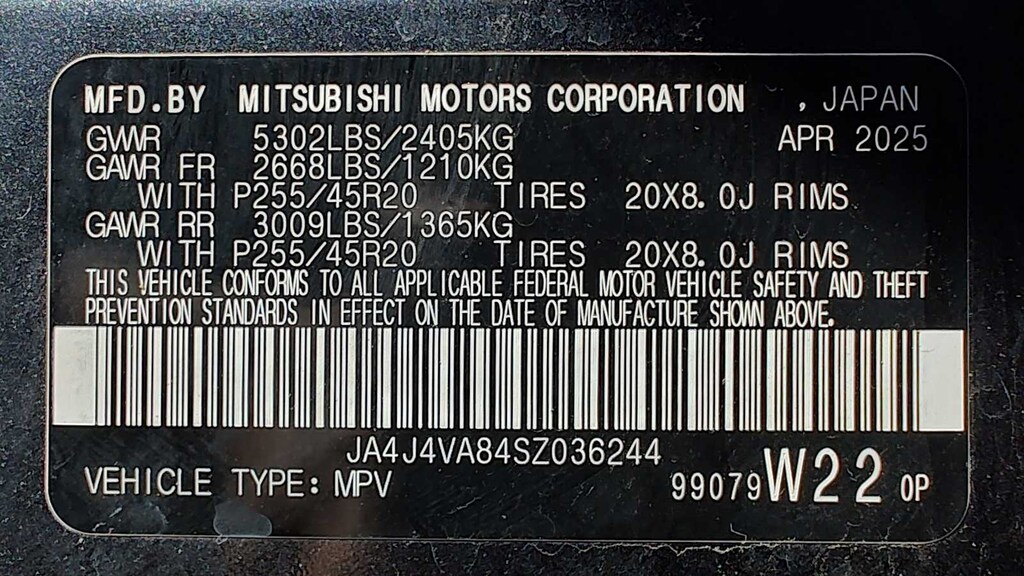 MFD.BY MITSUBISHI MOTORS CORPORATION , JAPAN
GWWR 5302LBS/2405KG APR 2025
GAWR FR 2668LBS/1210KG
WITH P255/45R20 TIRES 20X8.0J RIMS
GAWR RR 3009LBS/1365KG
WITH P255/45R20 TIRES 20X8.0J RIMS
THIS VEHICLE CONFORMS TO ALL APPLICABLE FEDERAL MOTOR VEHICLE SAFETY AND THEFT
PREVENTION STANDARDS IN EFFECT ON THE DATE OF MANUFACTURE SHOWN ABOVE.
JA4J4VA84SZ036244
VEHICLE TYPE: MPV 99079W22 0P